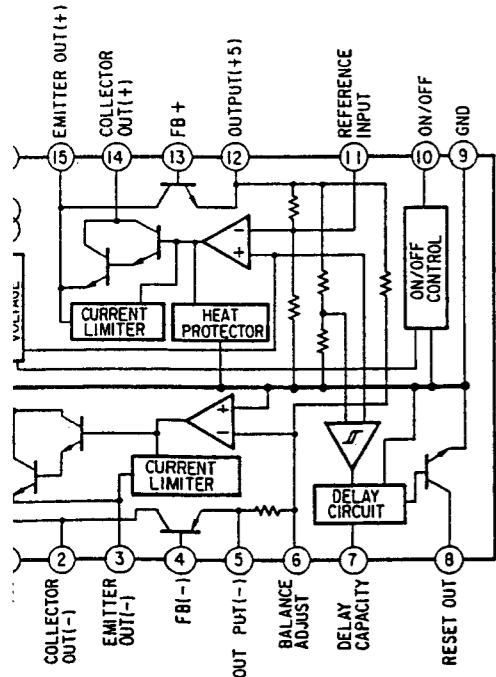 EMITTER OUT(+)
COLLECTOR
OUT(+)
FB+
OUTPUT(+5)
REFERENCE
INPUT
ON/OFF
GND
15
14
13
12
11
10
9
-
+
ON/OFF
CONTROL
VOLTAGE
CURRENT
LIMITER
HEAT
PROTECTOR
+
-
CURRENT
LIMITER
DELAY
CIRCUIT
2
3
4
5
6
7
8
COLLECTOR
OUT(-)
EMITTER
OUT(-)
FB(-)
OUT PUT(-)
BALANCE
ADJUST
DELAY
CAPACITY
RESET OUT